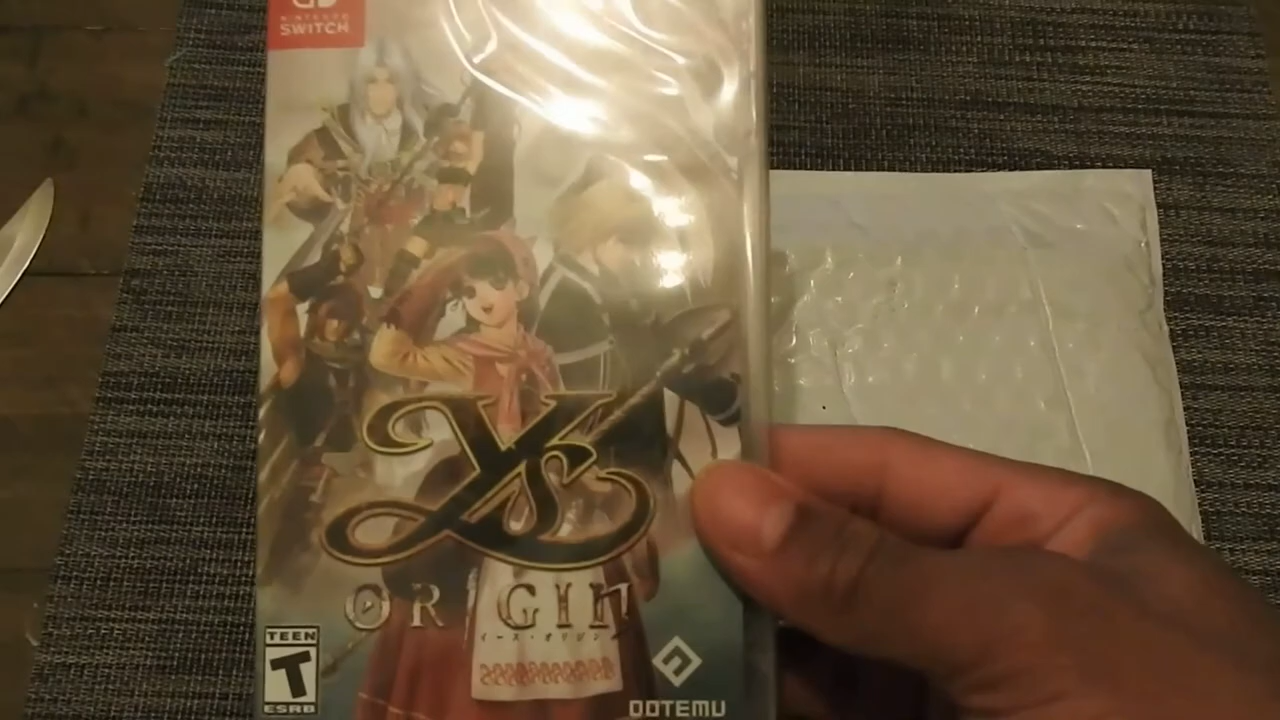 NINTENDO
SWITCH
YS
ORIGIN
イース・オリジン
TEEN
T
ESRB
DOTEMU